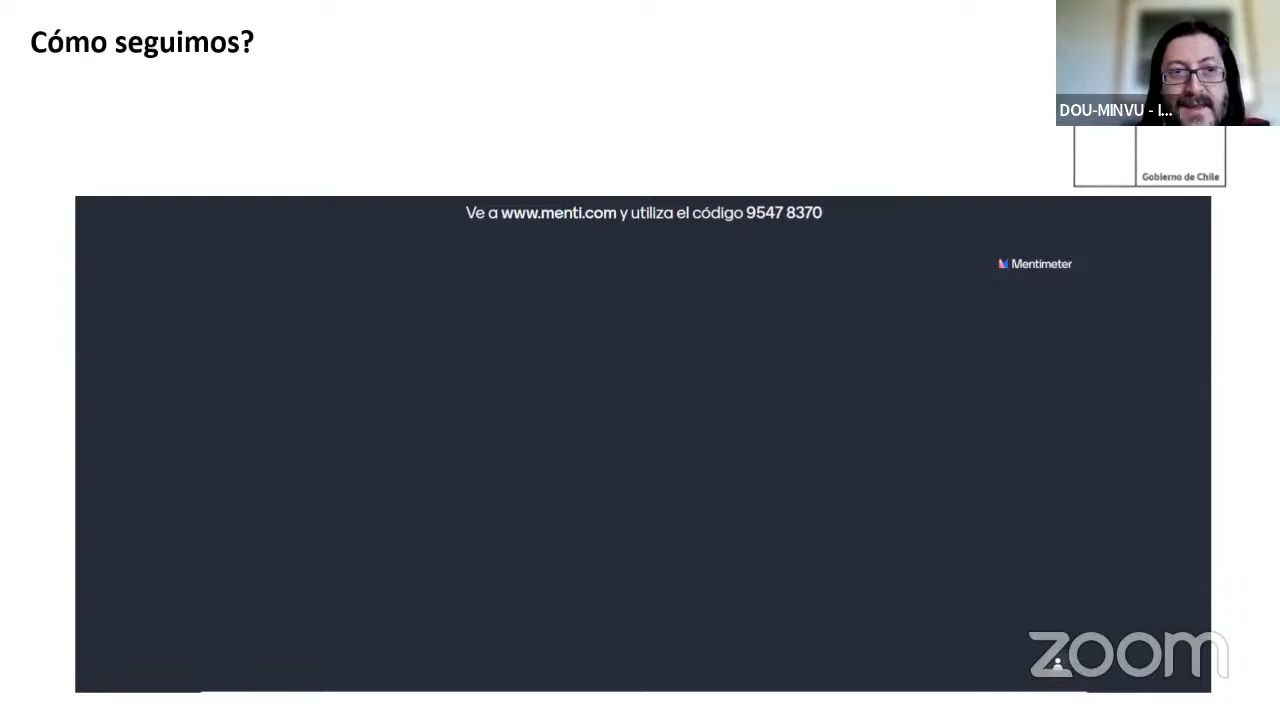 Cómo seguimos?
DOU-MINVU - I...
Gobierno de Chile
Ve a www.menti.com y utiliza el código 9547 8370
Mentimeter
zoom